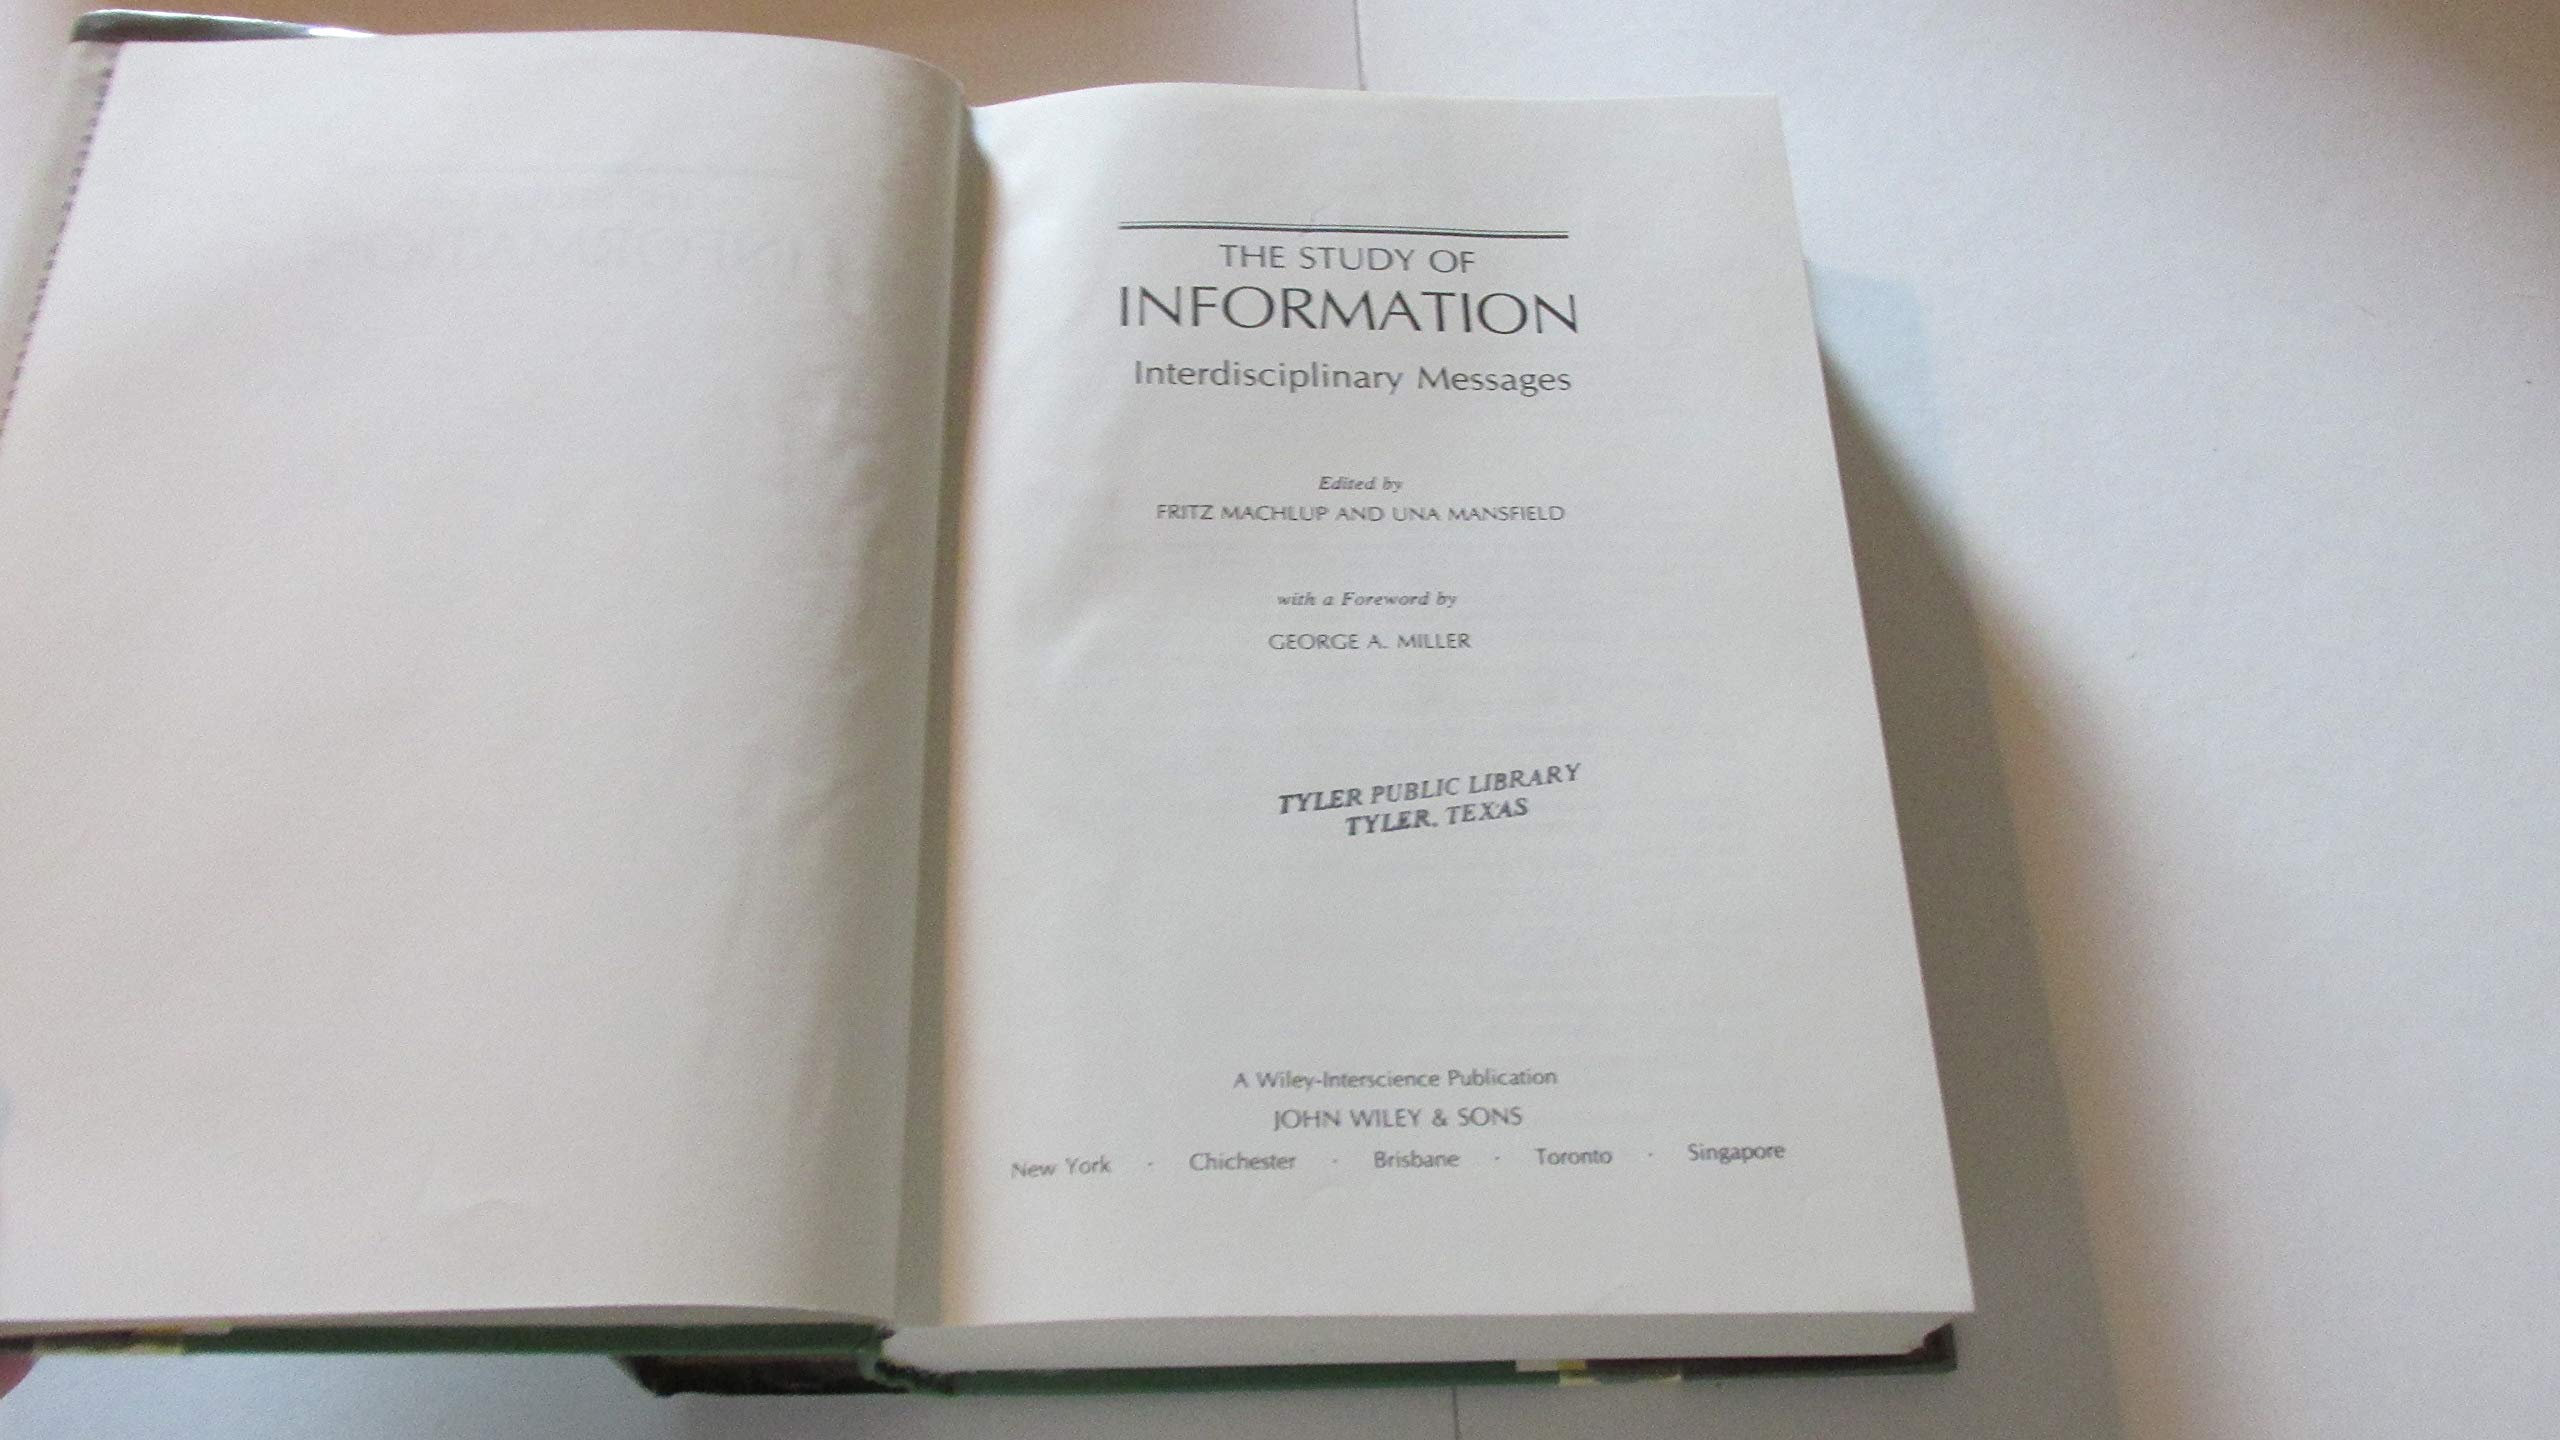 THE STUDY OF
INFORMATION
Interdisciplinary Messages
Edited by
FRITZ MACHLUP AND UNA MANSFIELD
with a Foreword by
GEORGE A. MILLER
TYLER PUBLIC LIBRARY
TYLER, TEXAS
A Wiley-Interscience Publication
JOHN WILEY & SONS
New York · Chichester · Brisbane · Toronto · Singapore